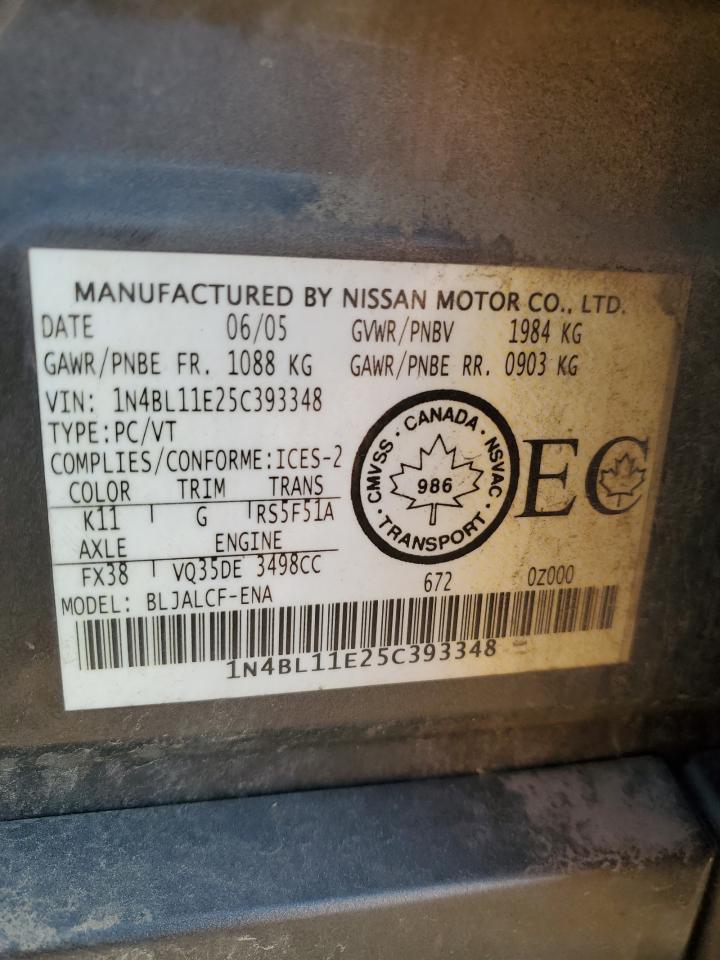 MANUFACTURED BY NISSAN MOTOR CO., LTD.
DATE 06/05 GVWR/PNBV 1984 KG
GAWR/PNBE FR. 1088 KG GAWR/PNBE RR. 0903 KG
VIN: 1N4BL11E25C393348
TYPE:PC/VT
COMPLIES/CONFORME:ICES-2
COLOR TRIM TRANS
K11 G RS5F51A
AXLE ENGINE
FX38 VQ35DE 3498CC
MODEL: BLJALCF-ENA
CMVSS · CANADA · NSVAC · TRANSPORT ·
986
EC
672 0Z000
1N4BL11E25C393348